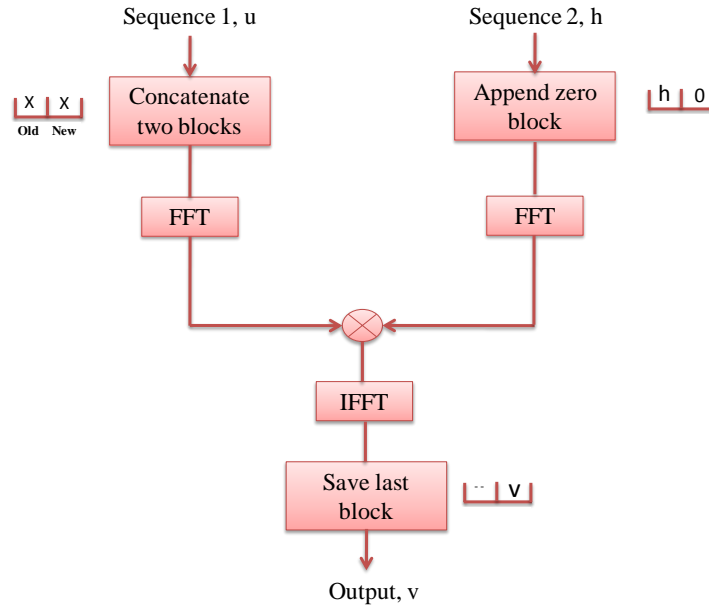 Sequence 1, u
Sequence 2, h
Concatenate
two blocks
Append zero
block
x x
Old New
h 0
FFT
FFT
IFFT
Save last
block
-- v
Output, v